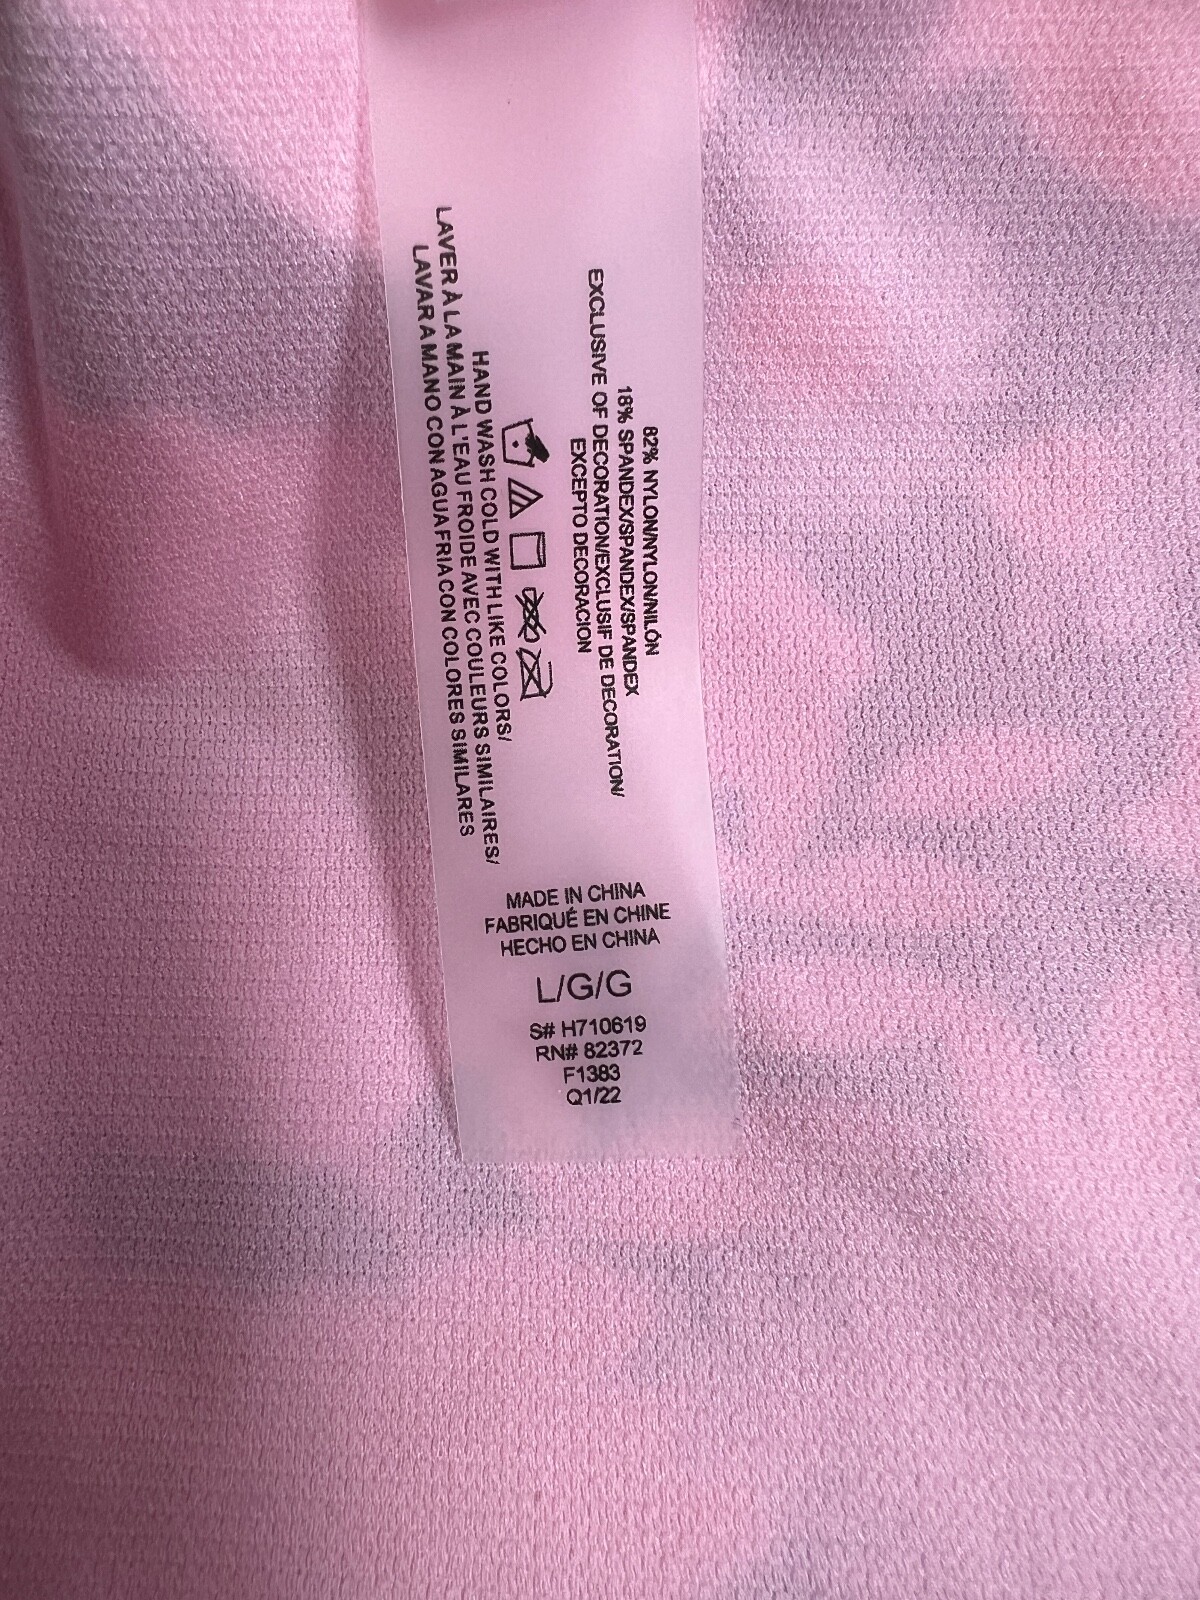 82% NYLON/NYLON/NILÓN
18% SPANDEX/SPANDEX/SPANDEX
EXCLUSIVE OF DECORATION/EXCLUSIF DE DECORATION/
EXCEPTO DECORACION
HAND WASH COLD WITH LIKE COLORS/
LAVER À LA MAIN À L'EAU FROIDE AVEC COULEURS SIMILAIRES/
LAVAR A MANO CON AGUA FRIA CON COLORES SIMILARES
MADE IN CHINA
FABRIQUÉ EN CHINE
HECHO EN CHINA
L/G/G
S# H710619
RN# 82372
F1383
Q1/22